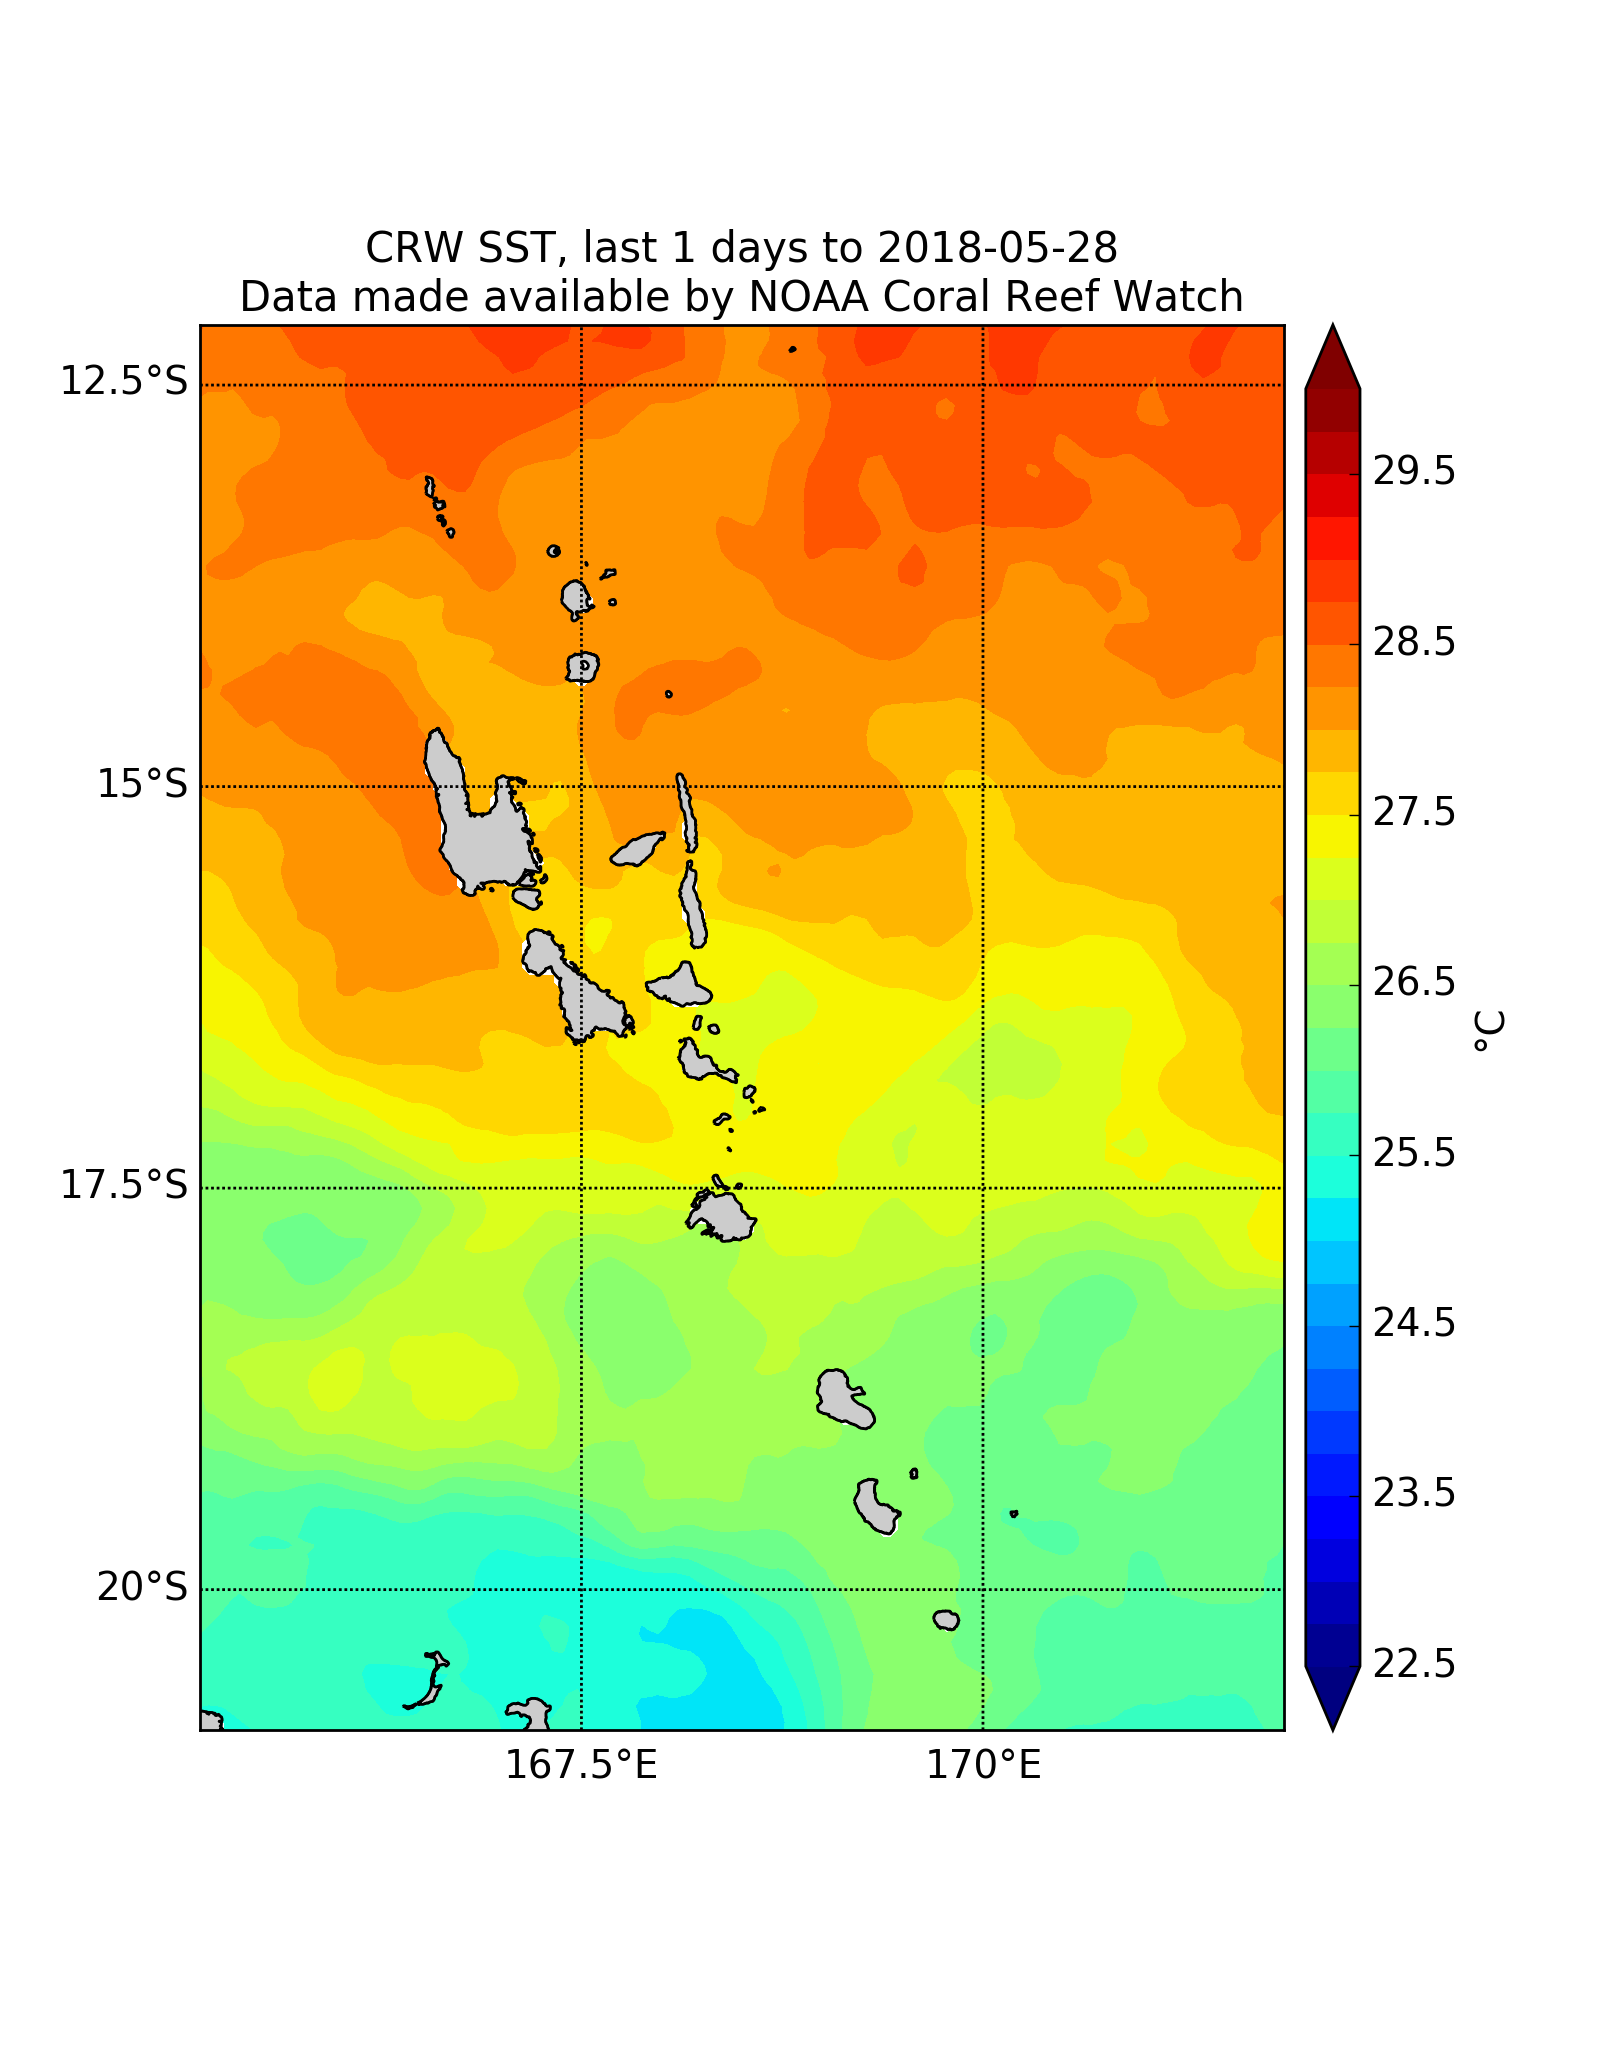 CRW SST, last 1 days to 2018-05-28
Data made available by NOAA Coral Reef Watch
12.5°S
15°S
17.5°S
20°S
167.5°E
170°E
29.5
28.5
27.5
26.5
25.5
24.5
23.5
22.5
°C